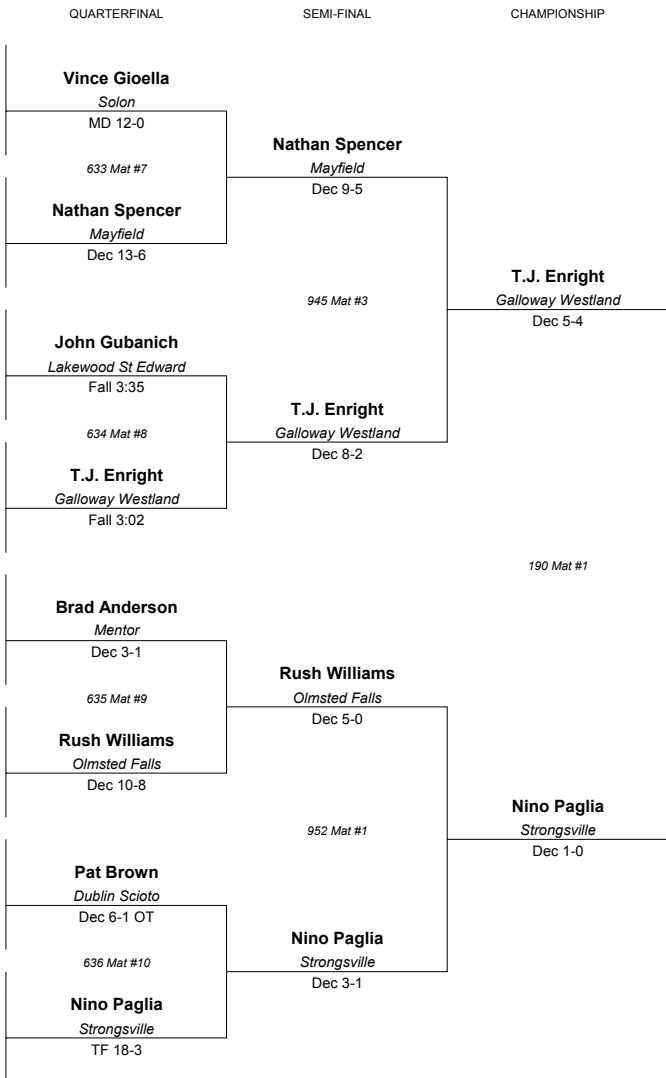 QUARTERFINAL
SEMI-FINAL
CHAMPIONSHIP
Vince Gioella
Solon
MD 12-0
633 Mat #7
Nathan Spencer
Mayfield
Dec 13-6
Nathan Spencer
Mayfield
Dec 9-5
945 Mat #3
John Gubanich
Lakewood St Edward
Fall 3:35
634 Mat #8
T.J. Enright
Galloway Westland
Fall 3:02
T.J. Enright
Galloway Westland
Dec 8-2
T.J. Enright
Galloway Westland
Dec 5-4
190 Mat #1
Brad Anderson
Mentor
Dec 3-1
635 Mat #9
Rush Williams
Olmsted Falls
Dec 10-8
Rush Williams
Olmsted Falls
Dec 5-0
952 Mat #1
Pat Brown
Dublin Scioto
Dec 6-1 OT
636 Mat #10
Nino Paglia
Strongsville
TF 18-3
Nino Paglia
Strongsville
Dec 3-1
Nino Paglia
Strongsville
Dec 1-0